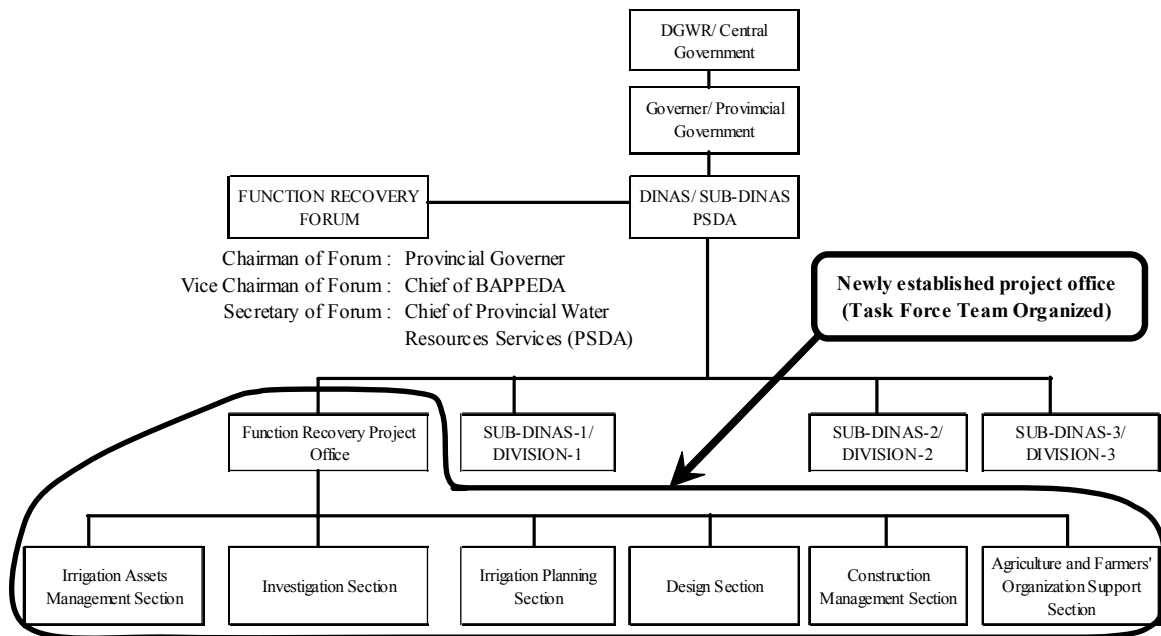 DGWR/ Central
Government
Governer/ Provimcial
Government
FUNCTION RECOVERY
FORUM
DINAS/ SUB-DINAS
PSDA
Chairman of Forum : Provincial Governer
Vice Chairman of Forum : Chief of BAPPEDA
Secretary of Forum : Chief of Provincial Water
Resources Services (PSDA)
Newly established project office
(Task Force Team Organized)
Function Recovery Project
Office
SUB-DINAS-1/
DIVISION-1
SUB-DINAS-2/
DIVISION-2
SUB-DINAS-3/
DIVISION-3
Irrigation Assets
Management Section
Investigation Section
Irrigation Planning
Section
Design Section
Construction
Management Section
Agriculture and Farmers'
Organization Support
Section